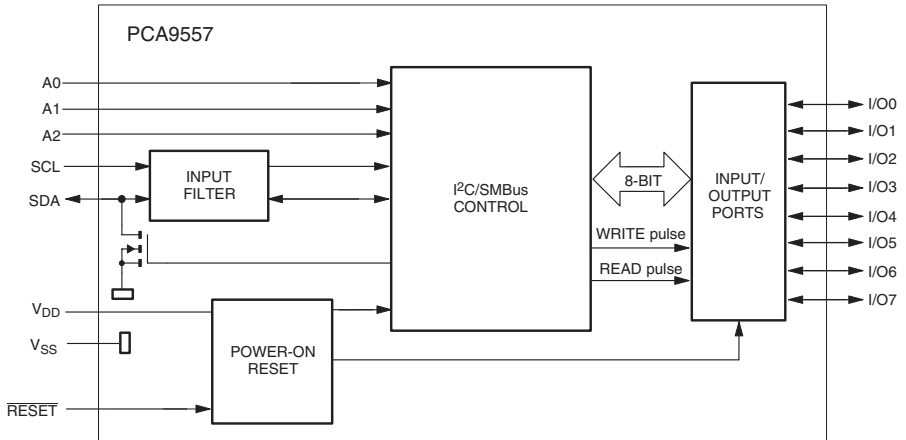 PCA9557
A0
A1
A2
SCL
SDA
INPUT
FILTER
I²C/SMBus
CONTROL
8-BIT
WRITE pulse
READ pulse
INPUT/
OUTPUT
PORTS
I/O0
I/O1
I/O2
I/O3
I/O4
I/O5
I/O6
I/O7
VDD
VSS
RESET
POWER-ON
RESET